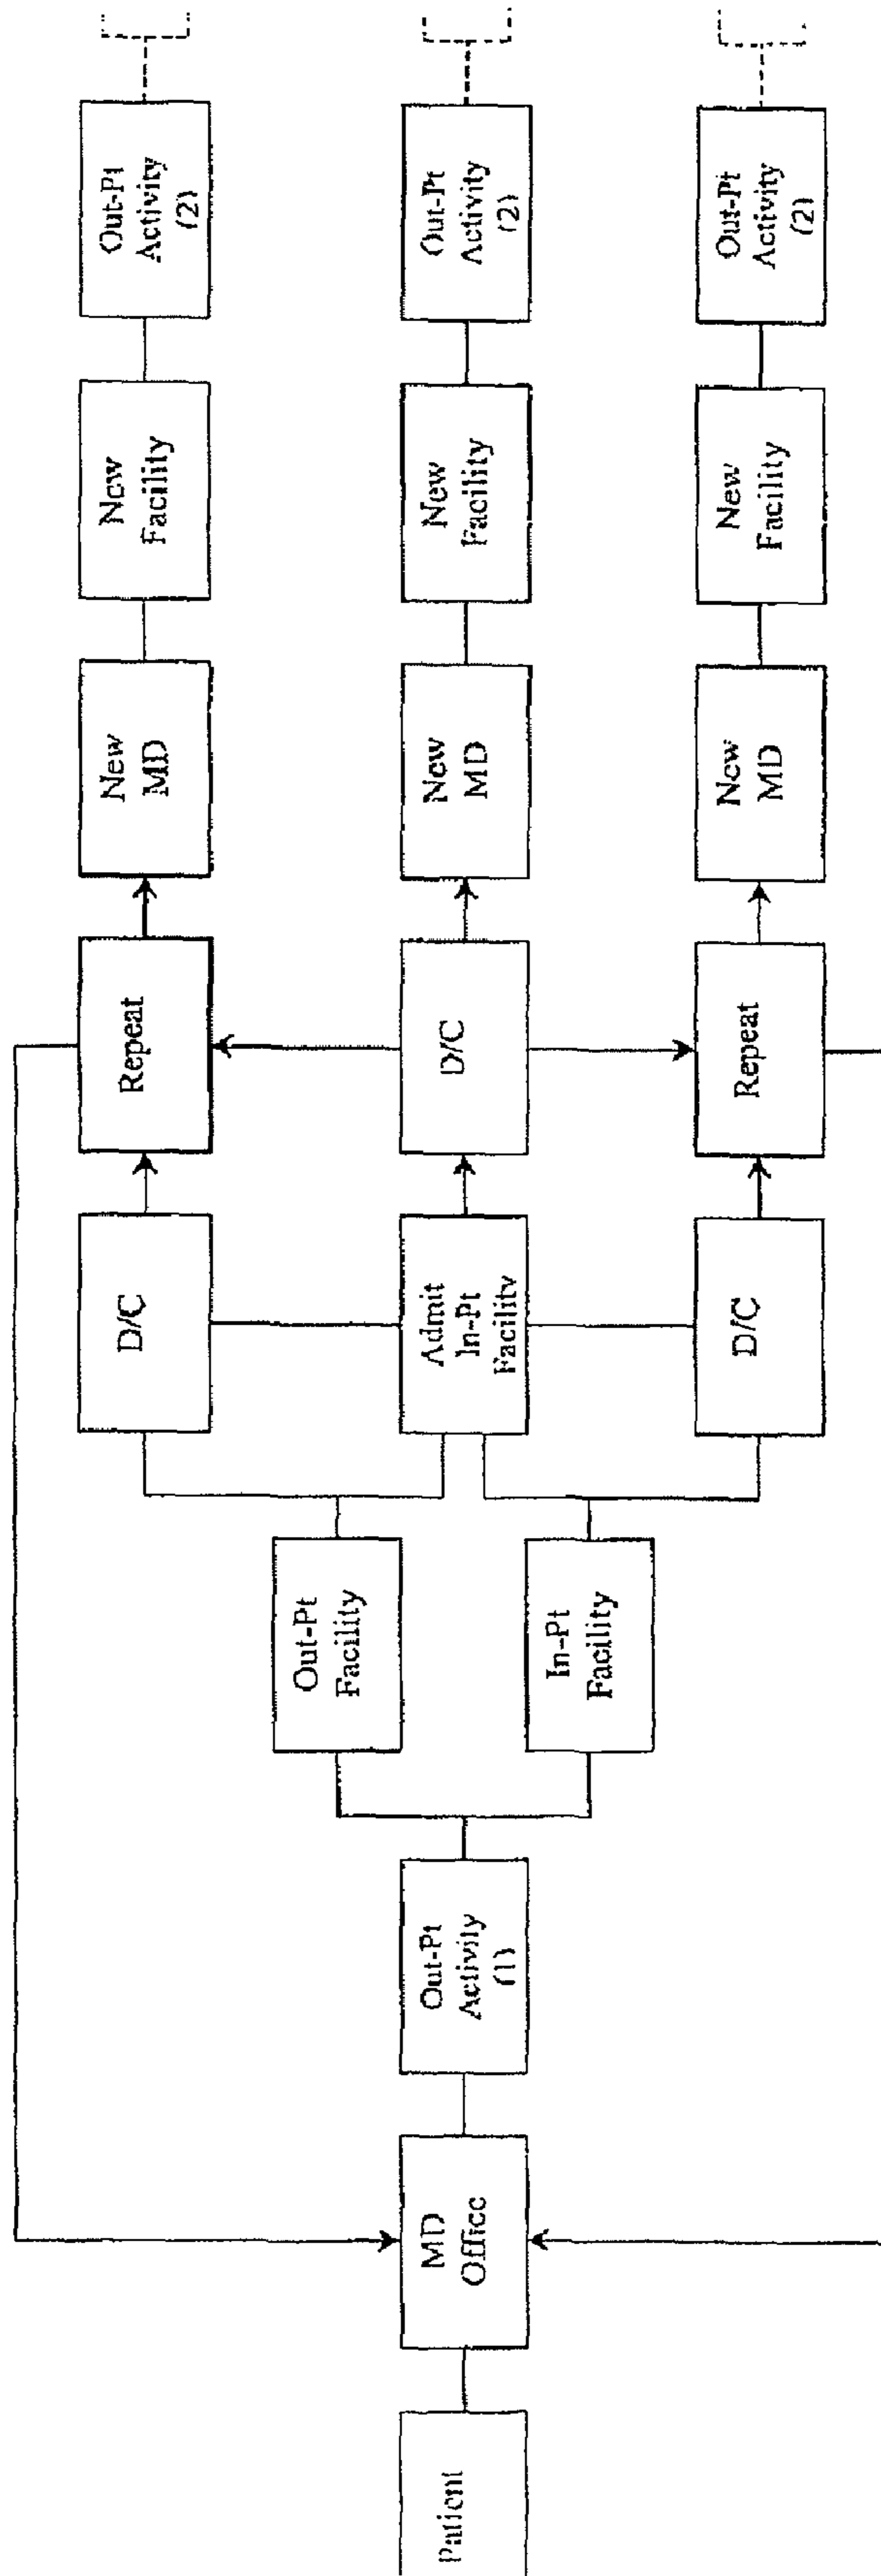 Patient
MD
Office
Out-Pt
Activity
(1)
Out-Pt
Facility
In-Pt
Facility
D/C
Admit
In-Pt
Facility
D/C
Repeat
D/C
Repeat
New
MD
New
MD
New
MD
New
Facility
New
Facility
New
Facility
Out-Pt
Activity
(2)
Out-Pt
Activity
(2)
Out-Pt
Activity
(2)